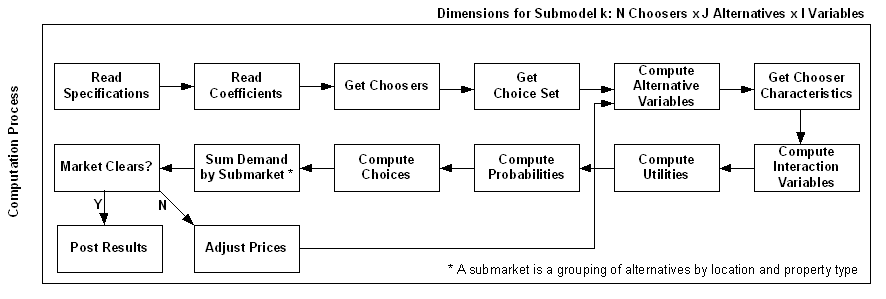 Dimensions for Submodel k: N Choosers x J Alternatives x I Variables
Computation Process
Read
Specifications
Read
Coefficients
Get Choosers
Get
Choice Set
Compute
Alternative
Variables
Get Chooser
Characteristics
Market Clears?
Sum Demand
by Submarket *
Compute
Choices
Compute
Probabilities
Compute
Utilities
Compute
Interaction
Variables
Y
N
Post Results
Adjust Prices
* A submarket is a grouping of alternatives by location and property type